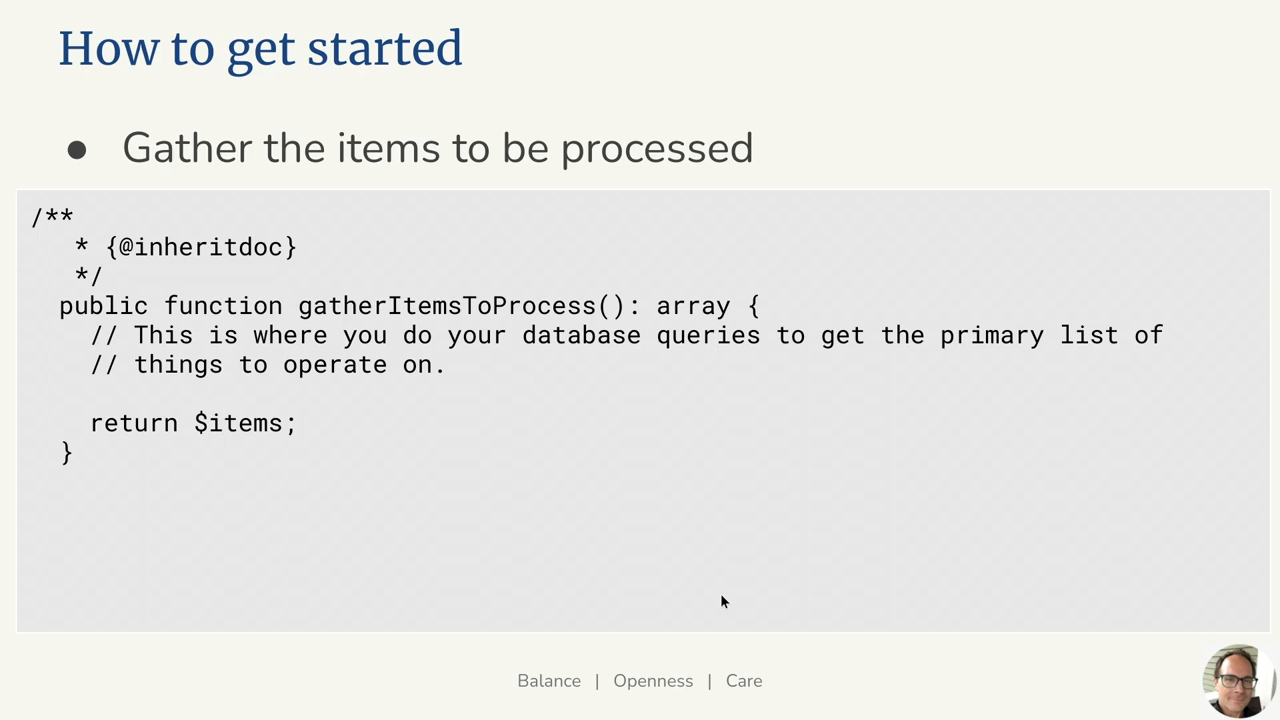 How to get started
● Gather the items to be processed
/**
   * {@inheritdoc}
   */
  public function gatherItemsToProcess(): array {
    // This is where you do your database queries to get the primary list of
    // things to operate on.

    return $items;
  }
Balance | Openness | Care